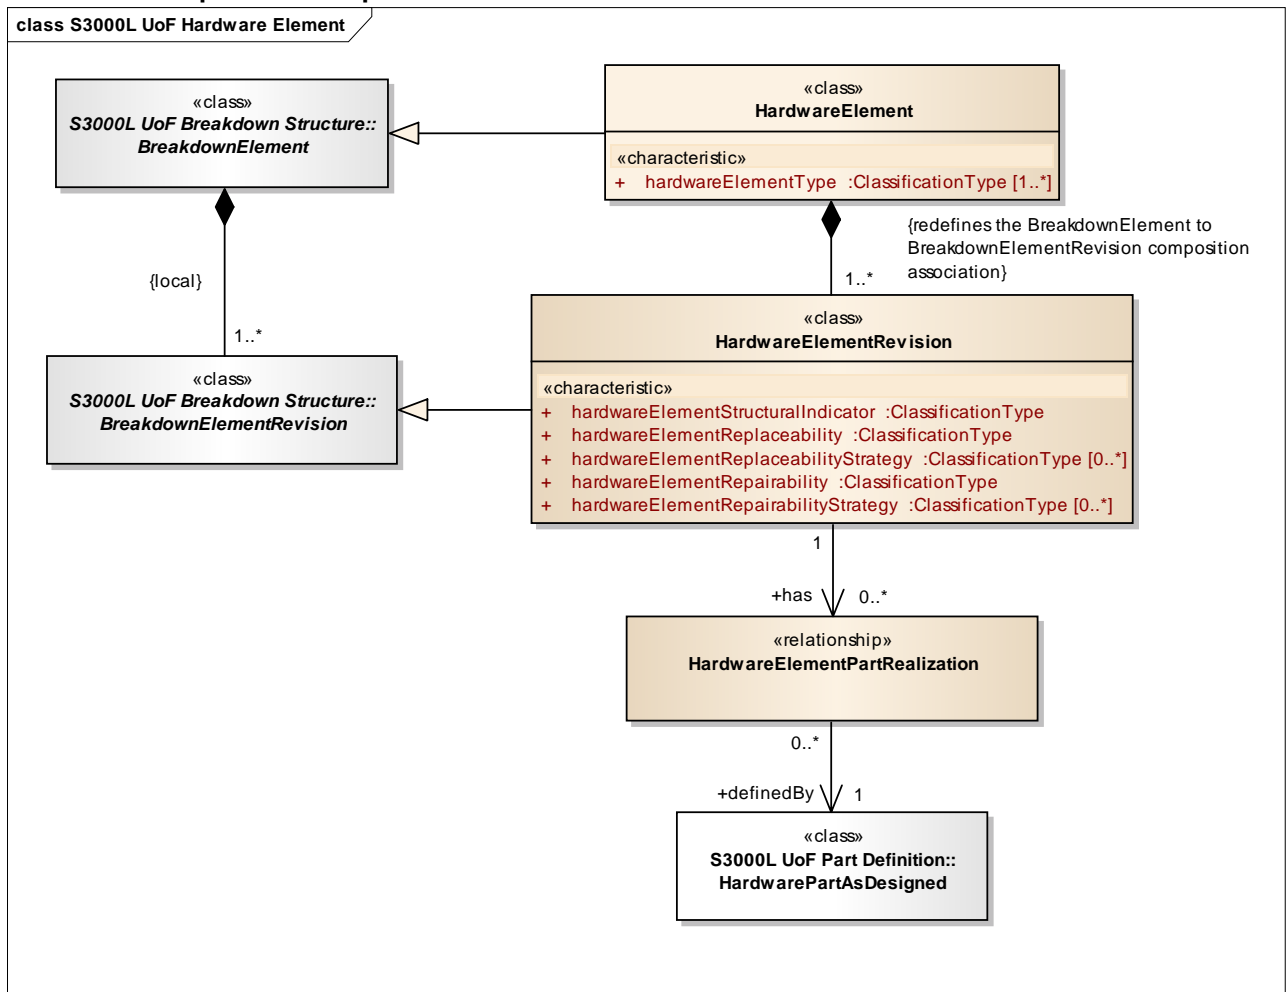 class S3000L UoF Hardware Element
«class»
S3000L UoF Breakdown Structure::
BreakdownElement
«class»
HardwareElement
«characteristic»
+ hardwareElementType :ClassificationType [1..*]
{redefines the BreakdownElement to
BreakdownElementRevision composition
association}
{local}
1..*
1..*
«class»
S3000L UoF Breakdown Structure::
BreakdownElementRevision
«class»
HardwareElementRevision
«characteristic»
+ hardwareElementStructuralIndicator :ClassificationType
+ hardwareElementReplaceability :ClassificationType
+ hardwareElementReplaceabilityStrategy :ClassificationType [0..*]
+ hardwareElementRepairability :ClassificationType
+ hardwareElementRepairabilityStrategy :ClassificationType [0..*]
1
+has 0..*
«relationship»
HardwareElementPartRealization
0..*
+definedBy 1
«class»
S3000L UoF Part Definition::
HardwarePartAsDesigned